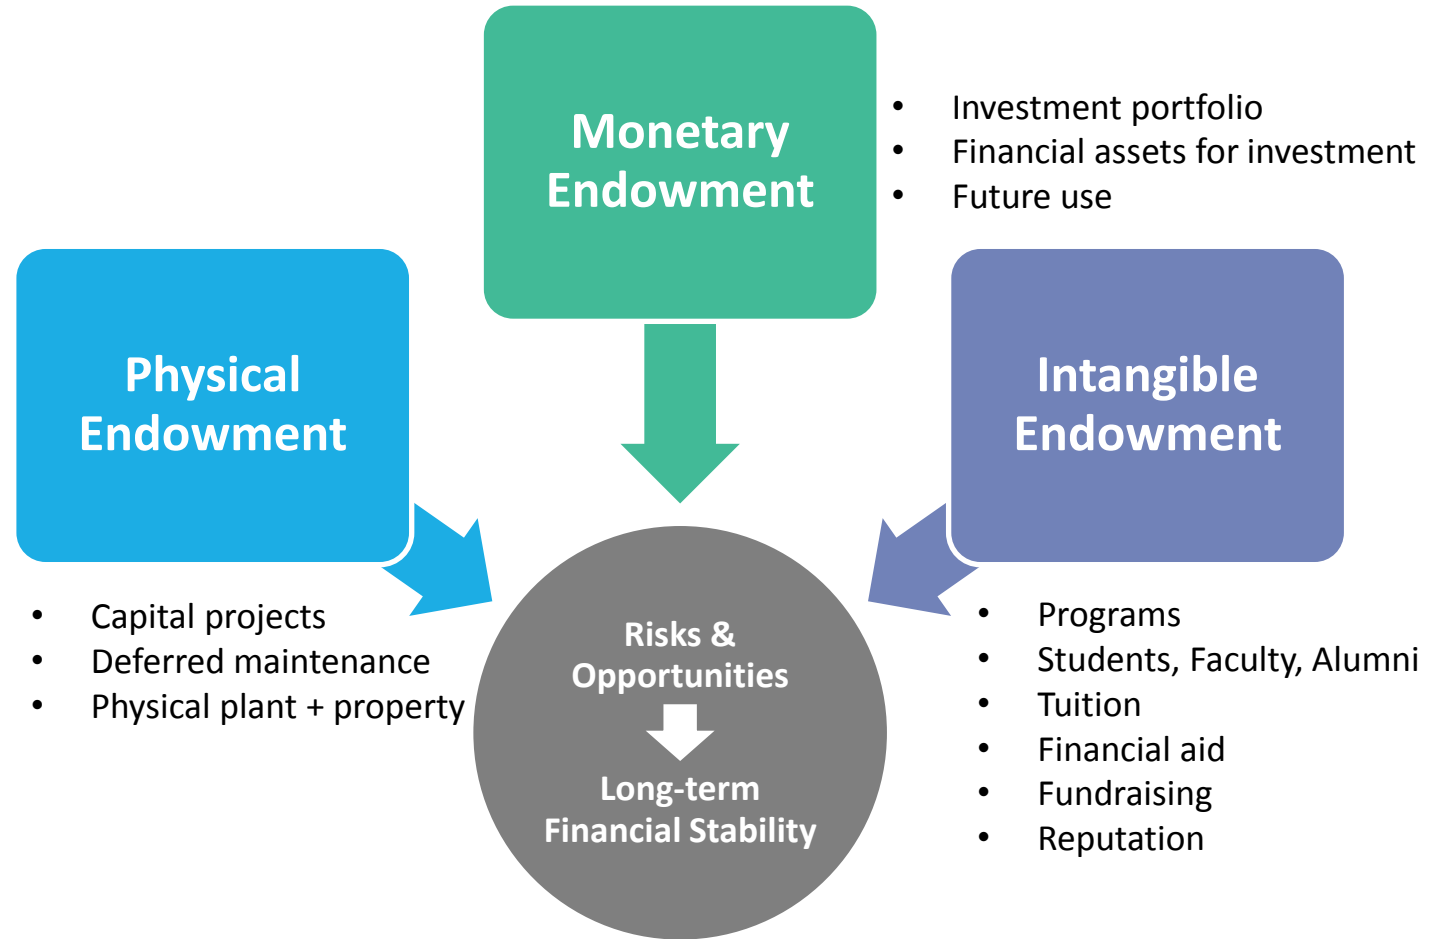 Monetary
Endowment
• Investment portfolio
• Financial assets for investment
• Future use
Physical
Endowment
• Capital projects
• Deferred maintenance
• Physical plant + property
Intangible
Endowment
• Programs
• Students, Faculty, Alumni
• Tuition
• Financial aid
• Fundraising
• Reputation
Risks &
Opportunities
Long-term
Financial Stability